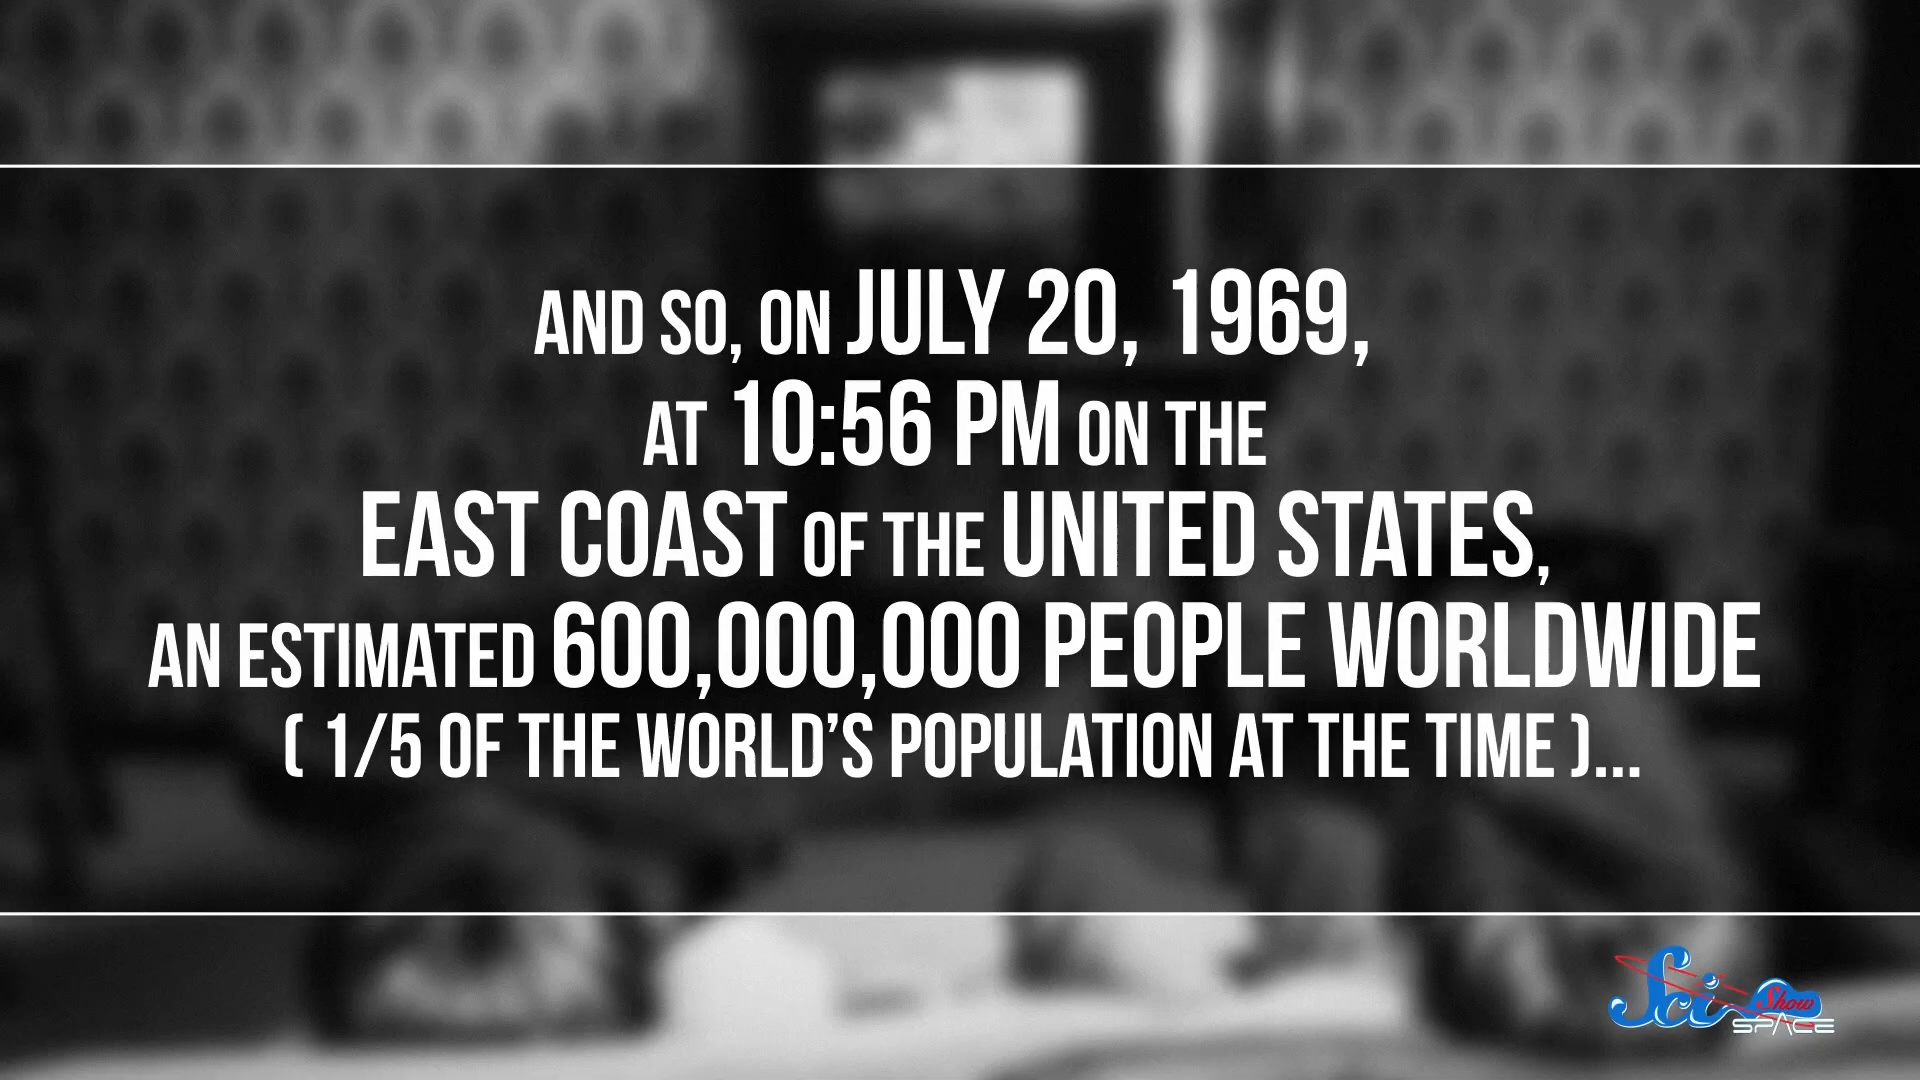 AND SO, ON JULY 20, 1969,
AT 10:56 PM ON THE
EAST COAST OF THE UNITED STATES,
AN ESTIMATED 600,000,000 PEOPLE WORLDWIDE
( 1/5 OF THE WORLD'S POPULATION AT THE TIME )...
Sci Show
SPACE